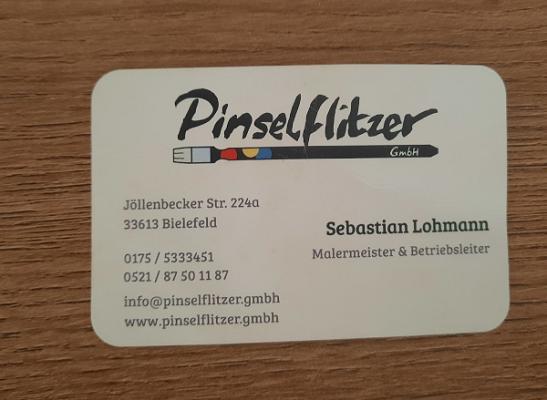 Pinselflitzer
GmbH
Jöllenbecker Str. 224a
33613 Bielefeld
0175 / 5333451
0521 / 87 50 11 87
info@pinselflitzer.gmbh
www.pinselflitzer.gmbh
Sebastian Lohmann
Malermeister & Betriebsleiter